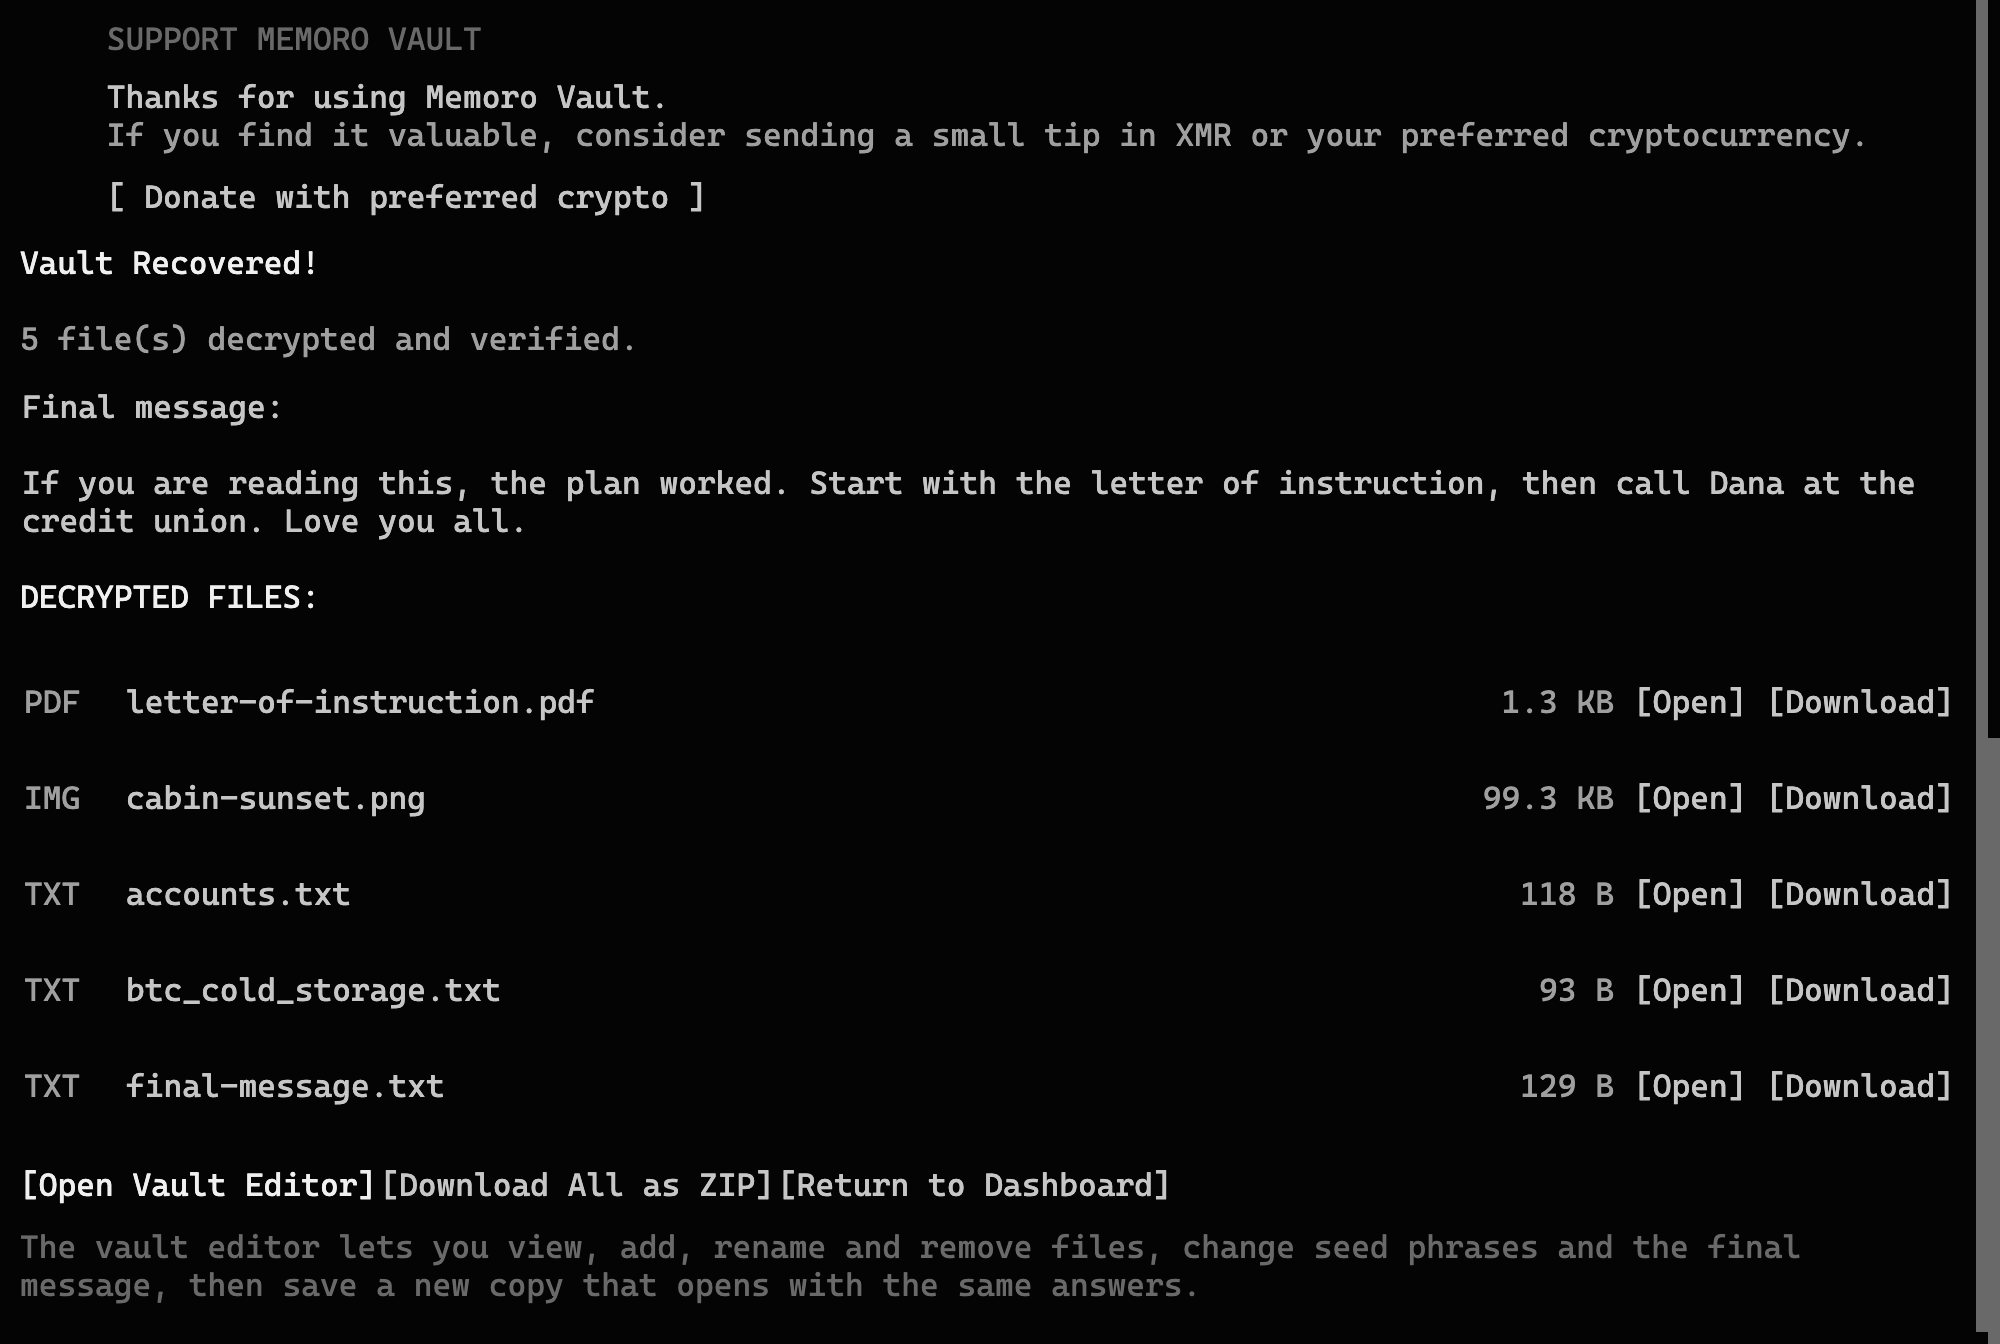 SUPPORT MEMORO VAULT
Thanks for using Memoro Vault.
If you find it valuable, consider sending a small tip in XMR or your preferred cryptocurrency.
[ Donate with preferred crypto ]
Vault Recovered!
5 file(s) decrypted and verified.
Final message:
If you are reading this, the plan worked. Start with the letter of instruction, then call Dana at the
credit union. Love you all.
DECRYPTED FILES:
PDF letter-of-instruction.pdf 1.3 KB [Open] [Download]
IMG cabin-sunset.png 99.3 KB [Open] [Download]
TXT accounts.txt 118 B [Open] [Download]
TXT btc_cold_storage.txt 93 B [Open] [Download]
TXT final-message.txt 129 B [Open] [Download]
[Open Vault Editor][Download All as ZIP][Return to Dashboard]
The vault editor lets you view, add, rename and remove files, change seed phrases and the final
message, then save a new copy that opens with the same answers.